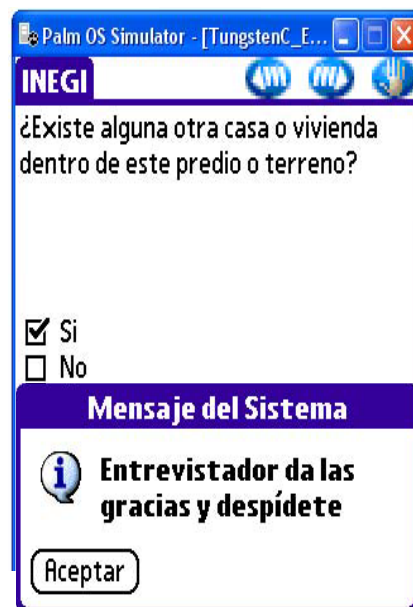 Palm OS Simulator - [TungstenC_E...
INEGI
¿Existe alguna otra casa o vivienda
dentro de este predio o terreno?
Si
No
Mensaje del Sistema
Entrevistador da las
gracias y despídete
Aceptar